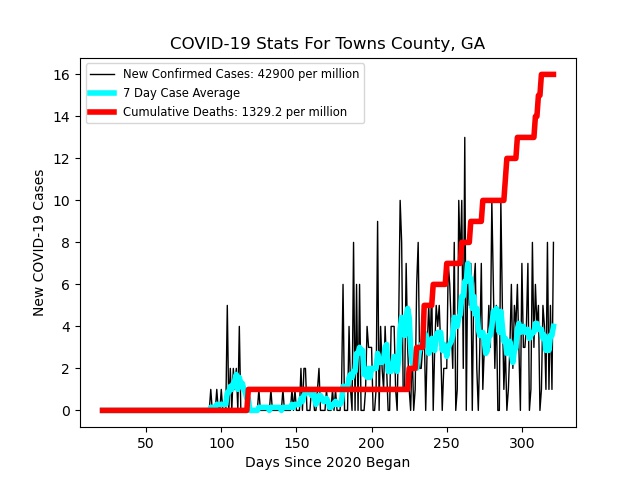 COVID-19 Stats For Towns County, GA
New Confirmed Cases: 42900 per million
7 Day Case Average
Cumulative Deaths: 1329.2 per million
New COVID-19 Cases
16
14
12
10
8
6
4
2
0
50 100 150 200 250 300
Days Since 2020 Began